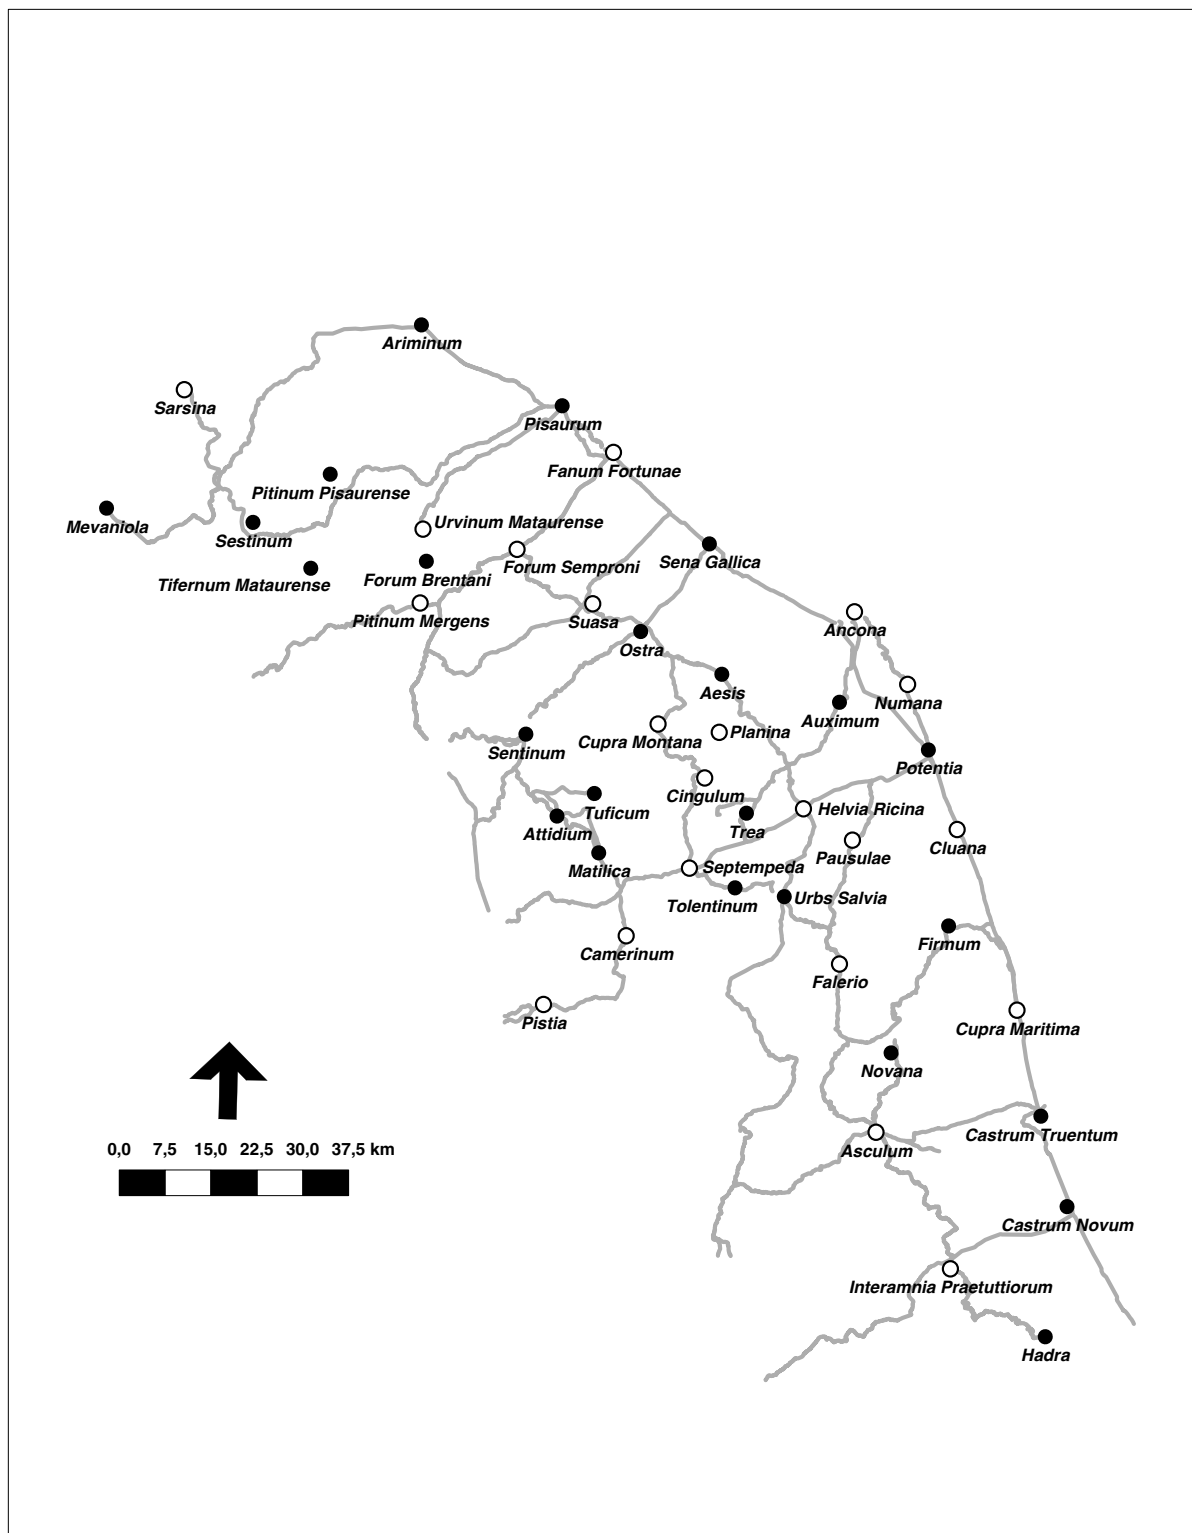 Ariminum
Sarsina
Pisaurum
Fanum Fortunae
Pitinum Pisaurense
Mevaniola
Sestinum
Urvinum Mataurense
Sena Gallica
Forum Semproni
Tifernum Mataurense
Forum Brentani
Pitinum Mergens
Suasa
Ancona
Ostra
Aesis
Numana
Auximum
Planina
Cupra Montana
Sentinum
Potentia
Cingulum
Tuficum
Helvia Ricina
Attidium
Trea
Cluana
Pausulae
Matilica
Septempeda
Tolentinum
Urbs Salvia
Firmum
Camerinum
Falerio
Pistia
Cupra Maritima
Novana
Castrum Truentum
0,0 7,5 15,0 22,5 30,0 37,5 km
Asculum
Castrum Novum
Interamnia Praetuttiorum
Hadra